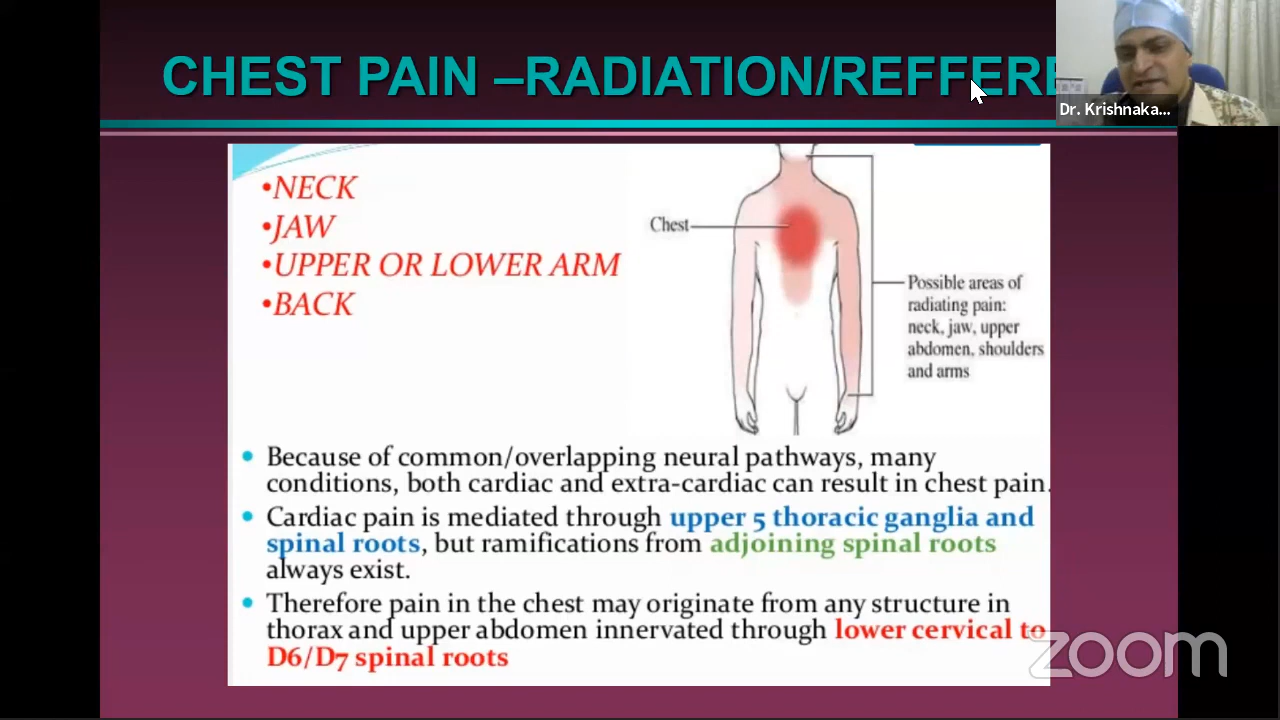 CHEST PAIN –RADIATION/REFFERE
Dr. Krishnaka...
•NECK
•JAW
•UPPER OR LOWER ARM
•BACK
Chest
Possible areas of
radiating pain:
neck, jaw, upper
abdomen, shoulders
and arms
• Because of common/overlapping neural pathways, many
conditions, both cardiac and extra-cardiac can result in chest pain.
• Cardiac pain is mediated through upper 5 thoracic ganglia and
spinal roots, but ramifications from adjoining spinal roots
always exist.
• Therefore pain in the chest may originate from any structure in
thorax and upper abdomen innervated through lower cervical to
D6/D7 spinal roots
zoom